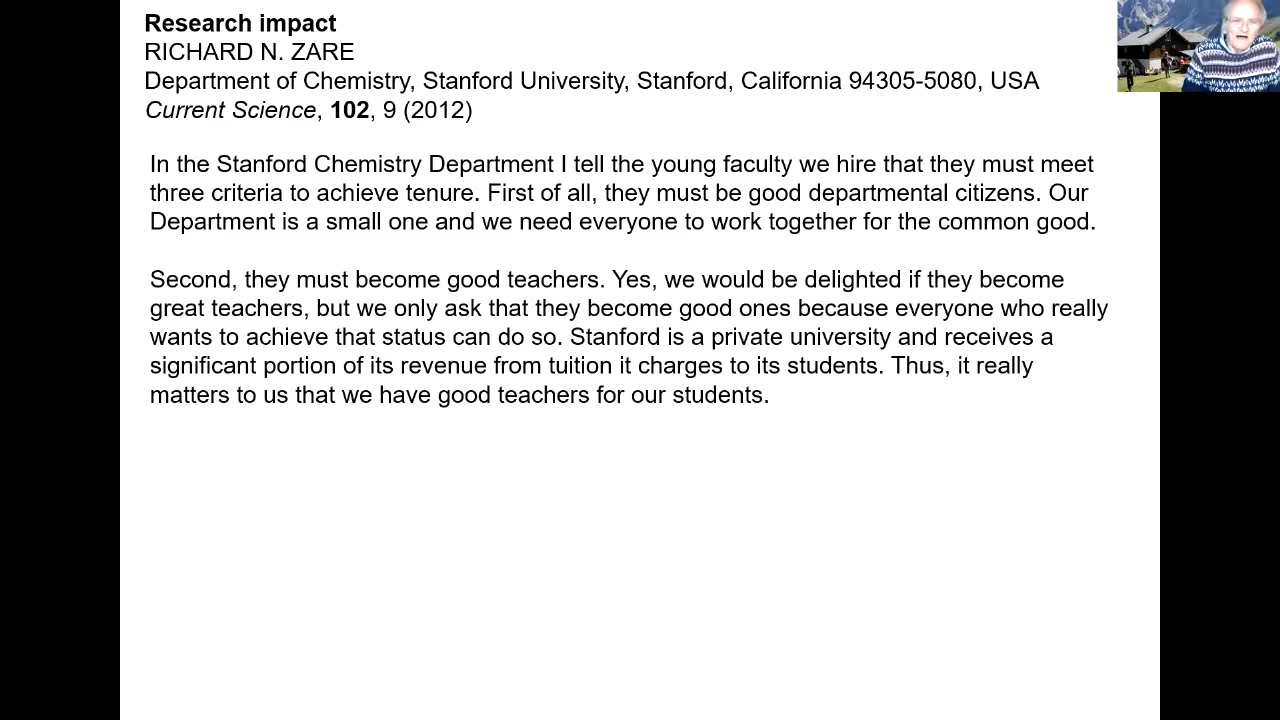 Research impact
RICHARD N. ZARE
Department of Chemistry, Stanford University, Stanford, California 94305-5080, USA
Current Science, 102, 9 (2012)
In the Stanford Chemistry Department I tell the young faculty we hire that they must meet
three criteria to achieve tenure. First of all, they must be good departmental citizens. Our
Department is a small one and we need everyone to work together for the common good.
Second, they must become good teachers. Yes, we would be delighted if they become
great teachers, but we only ask that they become good ones because everyone who really
wants to achieve that status can do so. Stanford is a private university and receives a
significant portion of its revenue from tuition it charges to its students. Thus, it really
matters to us that we have good teachers for our students.